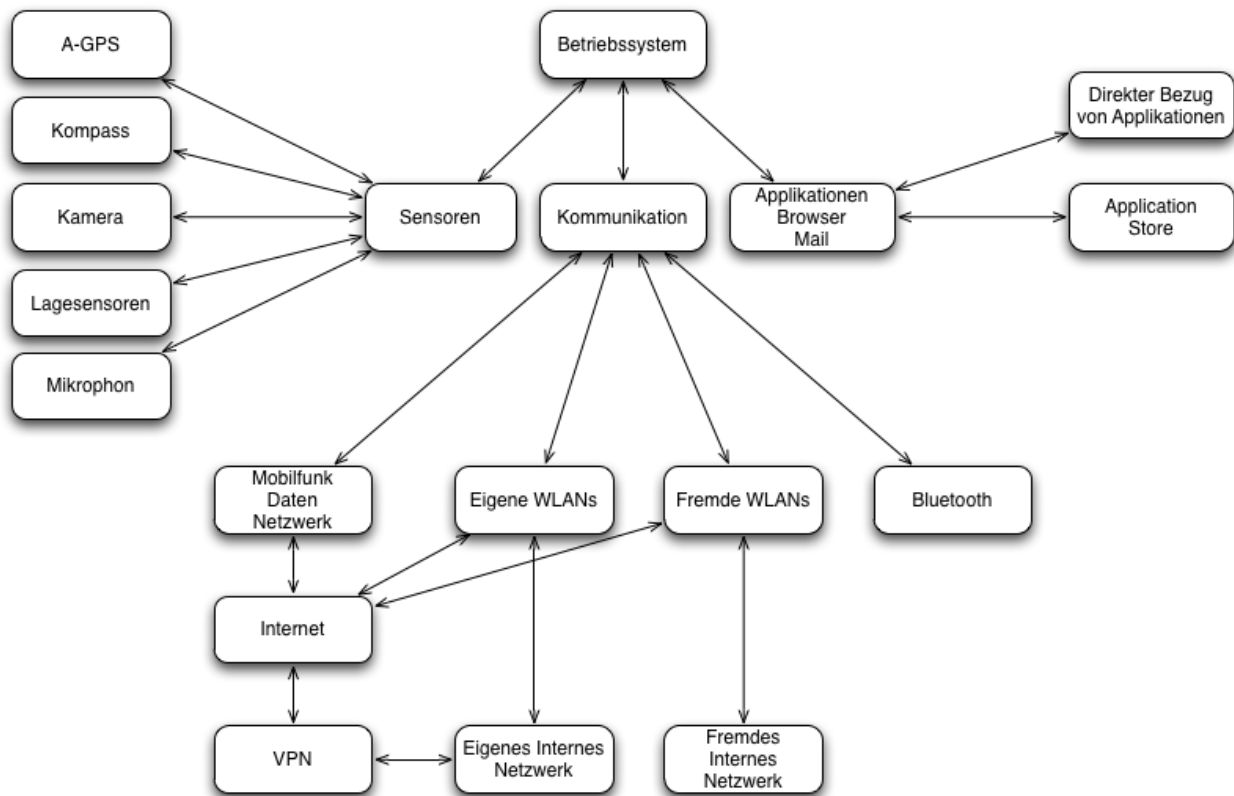 A-GPS
Betriebssystem
Direkter Bezug
von Applikationen
Kompass
Kamera
Sensoren
Kommunikation
Applikationen
Browser
Mail
Application
Store
Lagesensoren
Mikrophon
Mobilfunk
Daten
Netzwerk
Eigene WLANs
Fremde WLANs
Bluetooth
Internet
VPN
Eigenes Internes
Netzwerk
Fremdes
Internes
Netzwerk